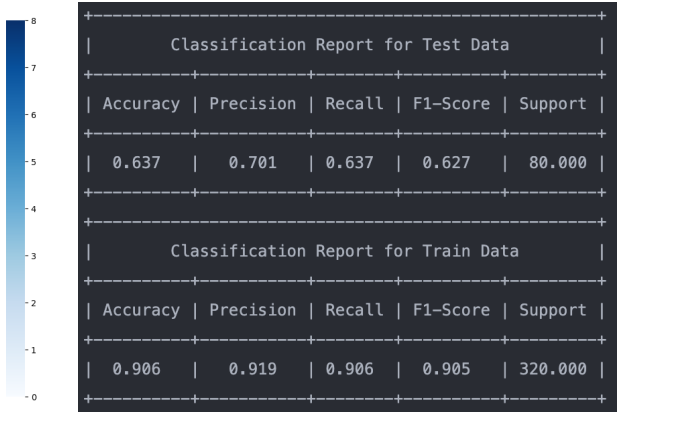 8
7
6
5
4
3
2
1
0
+-----------------------------------------------------+
| Classification Report for Test Data |
+----------+-----------+--------+----------+---------+
| Accuracy | Precision | Recall | F1-Score | Support |
+----------+-----------+--------+----------+---------+
| 0.637 | 0.701 | 0.637 | 0.627 | 80.000 |
+----------+-----------+--------+----------+---------+
+-----------------------------------------------------+
| Classification Report for Train Data |
+----------+-----------+--------+----------+---------+
| Accuracy | Precision | Recall | F1-Score | Support |
+----------+-----------+--------+----------+---------+
| 0.906 | 0.919 | 0.906 | 0.905 | 320.000 |
+----------+-----------+--------+----------+---------+